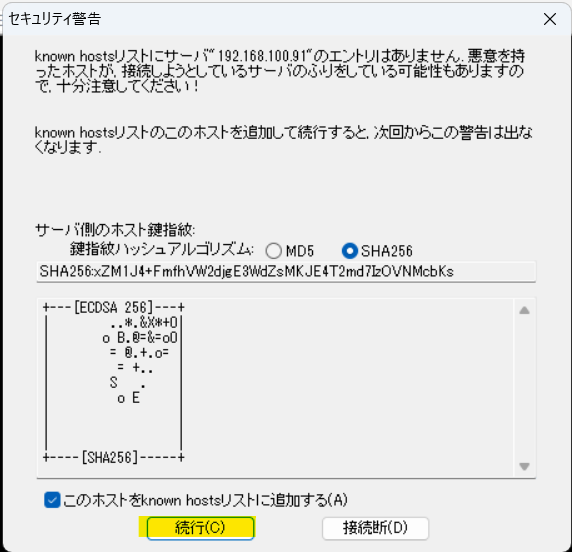 セキュリティ警告
known hostsリストにサーバ"192.168.100.91"のエントリはありません. 悪意を持
ったホストが, 接続しようとしているサーバのふりをしている可能性もありますの
で, 十分注意してください!
known hostsリストのこのホストを追加して続行すると, 次回からこの警告は出な
くなります.
サーバ側のホスト鍵指紋:
鍵指紋ハッシュアルゴリズム: MD5 SHA256
SHA256:xZM1J4+FmfhVW2djgE3WdZsMKJE4T2md7IzOVNMcbKs
+---[ECDSA 256]---+
|       ..*.&X*+O|
|      o B.@=&=oO|
|       = @.+.o= |
|        = +..   |
|       S   .    |
|        o E     |
|                |
|                |
|                |
+----[SHA256]-----+
このホストをknown hostsリストに追加する(A)
続行(C) 接続断(D)